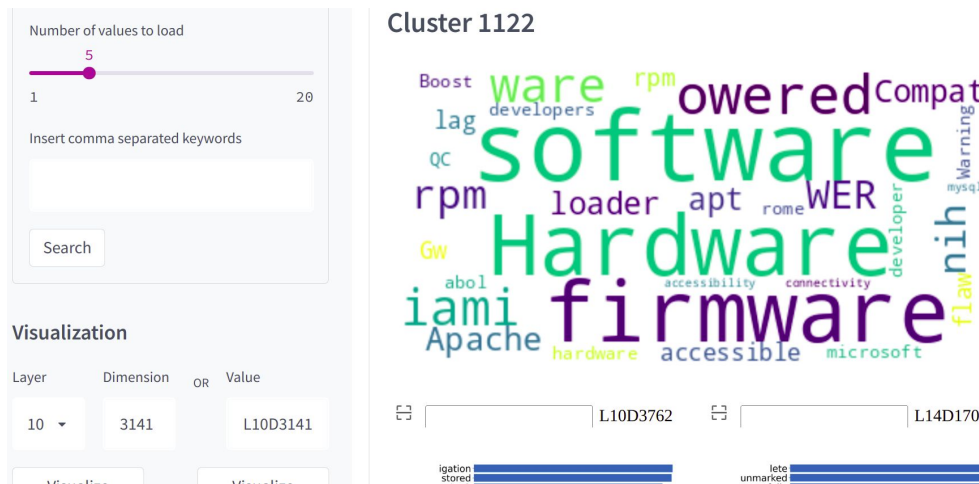 Number of values to load
5
1 20
Insert comma separated keywords
Search
Visualization
Layer Dimension OR Value
10 3141 L10D3141
Cluster 1122
Boost ware rpm owered Compat
developers
lag software Warning
QC
rpm loader apt rome WER mysql
Gw Hardware developer nih
abol accessibility connectivity
iami firmware flaw
Apache hardware accessible microsoft
L10D3762 L14D170
igation lete
stored unmarked